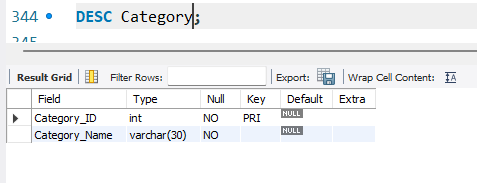 344 DESC Category;
345
Result Grid Filter Rows: Export: Wrap Cell Content:
Field Type Null Key Default Extra
Category_ID int NO PRI NULL
Category_Name varchar(30) NO NULL